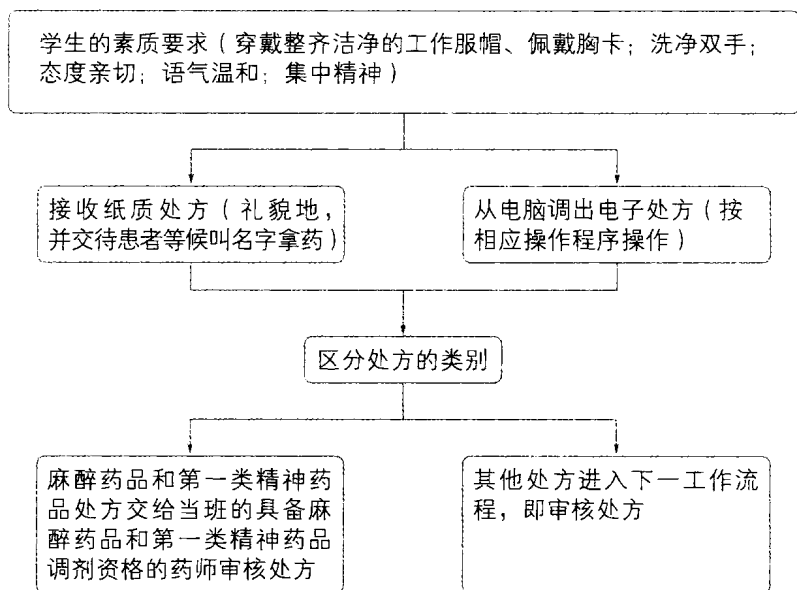 学生的素质要求（穿戴整齐洁净的工作服帽、佩戴胸卡；洗净双手；
态度亲切；语气温和；集中精神）
接收纸质处方（礼貌地，
并交待患者等候叫名字拿药）
从电脑调出电子处方（按
相应操作程序操作）
区分处方的类别
麻醉药品和第一类精神药
品处方交给当班的具备麻
醉药品和第一类精神药品
调剂资格的药师审核处方
其他处方进入下一工作流
程，即审核处方